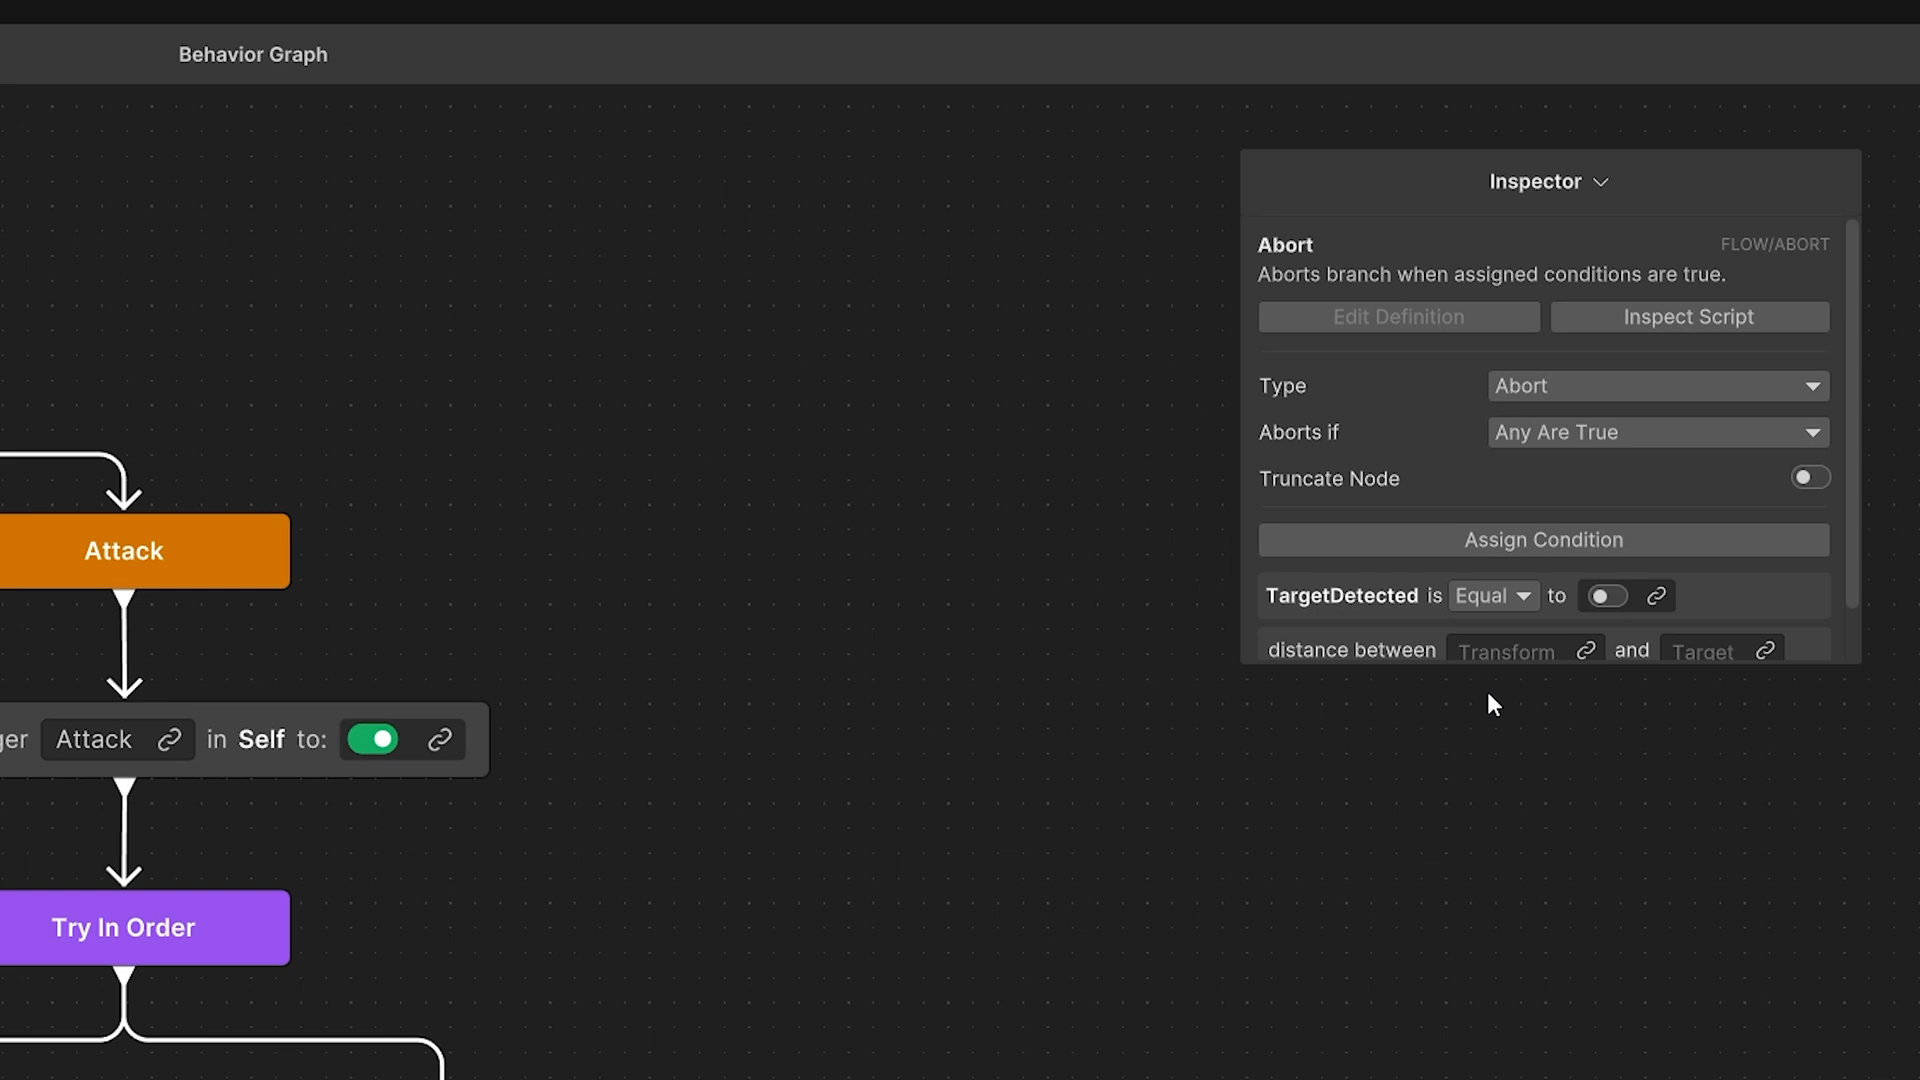 Behavior Graph
Inspector
Abort FLOW/ABORT
Aborts branch when assigned conditions are true.
Edit Definition Inspect Script
Type Abort
Aborts if Any Are True
Truncate Node
Assign Condition
TargetDetected is Equal to
distance between Transform and Target
Attack
ger Attack in Self to:
Try In Order